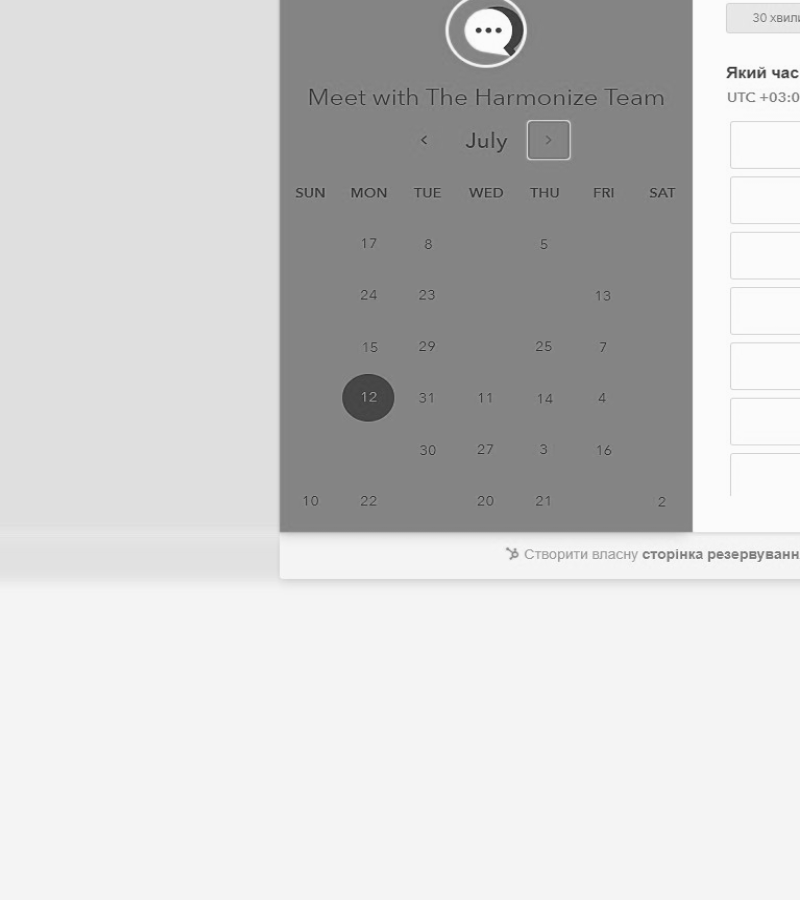 30 хвили
Meet with The Harmonize Team
Який час
UTC +03:0
‹ July ›
SUN MON TUE WED THU FRI SAT
17 8 5
24 23 13
15 29 25 7
12 31 11 14 4
30 27 3 16
10 22 20 21 2
Створити власну сторінка резервуванн